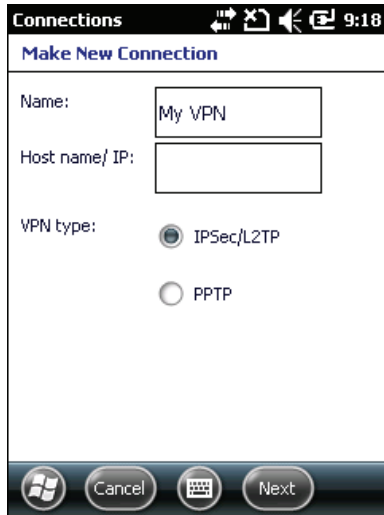 Connections 9:18
Make New Connection
Name: My VPN
Host name/ IP:
VPN type: IPSec/L2TP
PPTP
Cancel Next